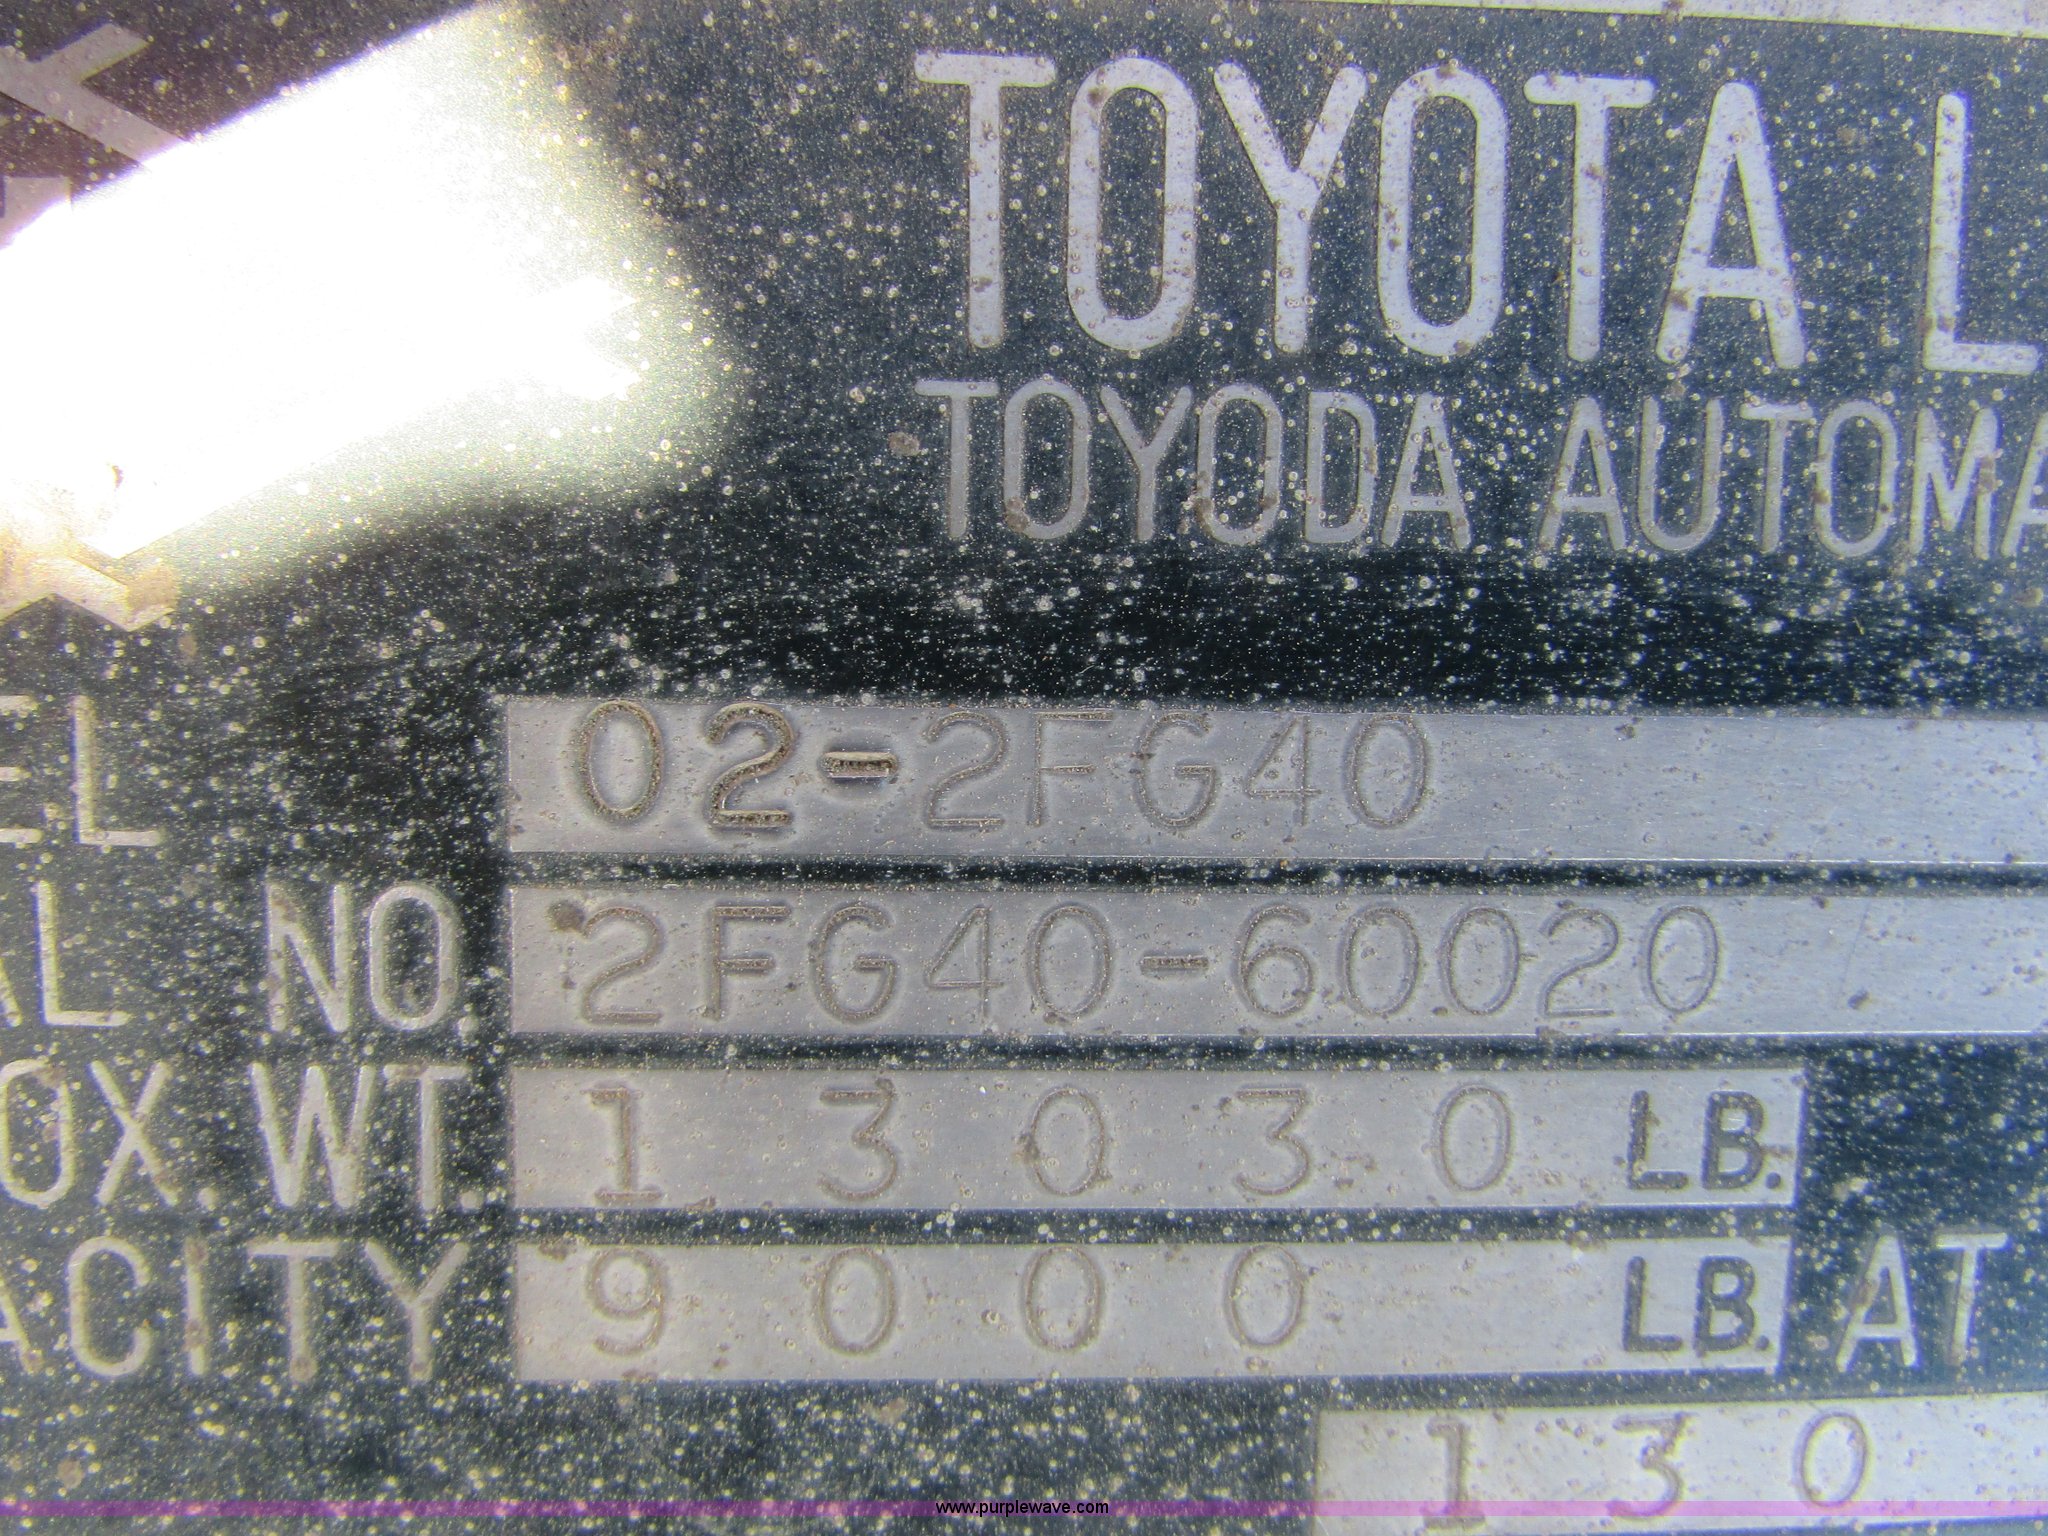 TOYOTA L
TOYODA AUTOMA
EL 02-2FG40
AL NO. 2FG40-60020
OX. WT. 13030 LB.
ACITY 9000 LB. AT
130
www.purplewave.com